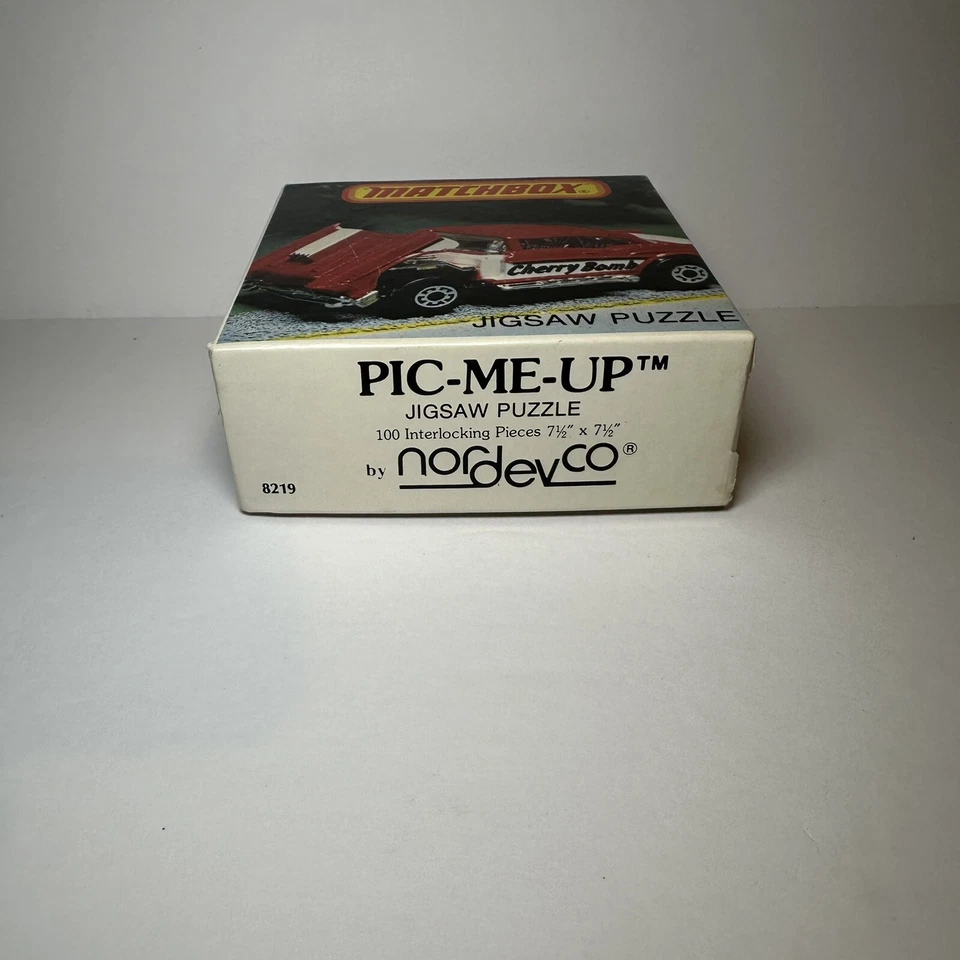 MATCHBOX®
Cherry Bomb
JIGSAW PUZZLE
PIC-ME-UP™
JIGSAW PUZZLE
100 Interlocking Pieces 7½" x 7½"
by nordevco®
8219